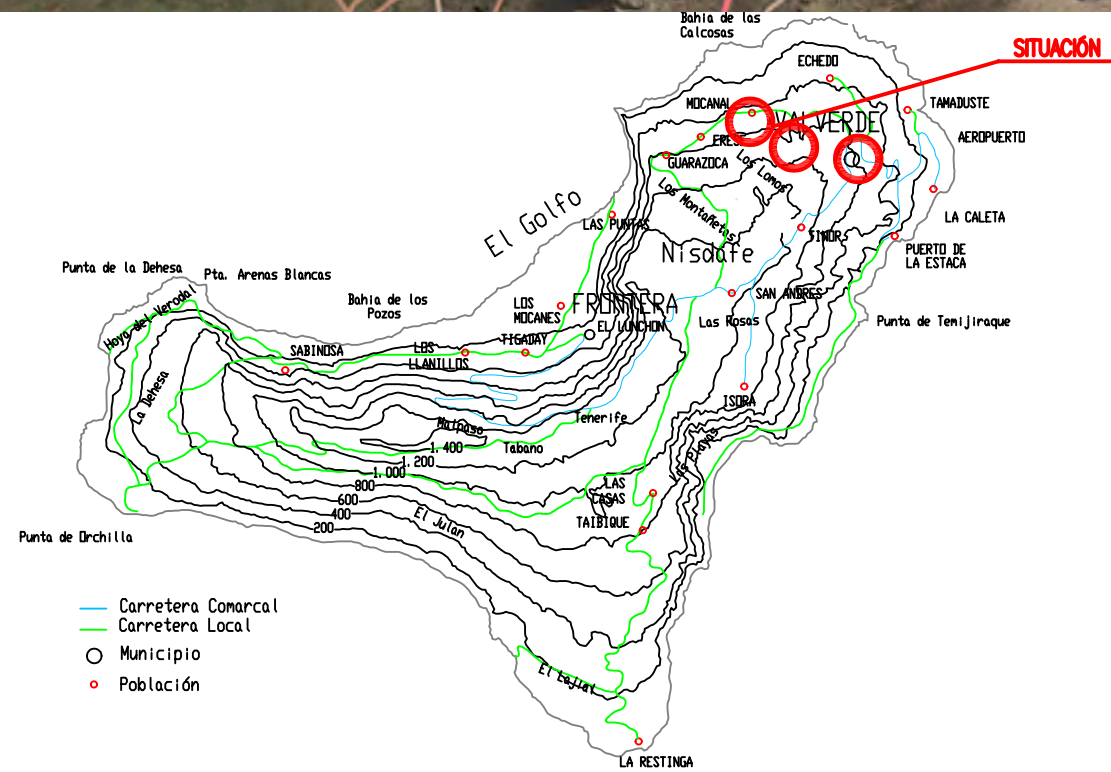 Bahia de las
Calcosas
SITUACIÓN
ECHEDO
MOCANAL
TAMADUSTE
VALVERDE
AEROPUERTO
ERESE
GUARAZOCA
Los Lomos
Las Montañetas
LA CALETA
El Golfo
LAS PUNTAS
TINOR
Nisdafe
PUERTO DE
LA ESTACA
Punta de la Dehesa
Pta. Arenas Blancas
Hoya del Verodal
Bahia de los
Pozos
LOS
MOCANES
FRONTERA
SAN ANDRES
EL LUNCHON
Las Rosas
Punta de Temijiraque
SABINOSA
LOS
LLANILLOS
TIGADAY
La Dehesa
ISORA
Malpaso
Tenerife
Tabano
1.400
1.200
1.000
800
600
400
200
Las Playas
LAS
CASAS
TAIBIQUE
El Julan
Punta de Orchilla
Carretera Comarcal
Carretera Local
Municipio
Población
El Lajial
LA RESTINGA